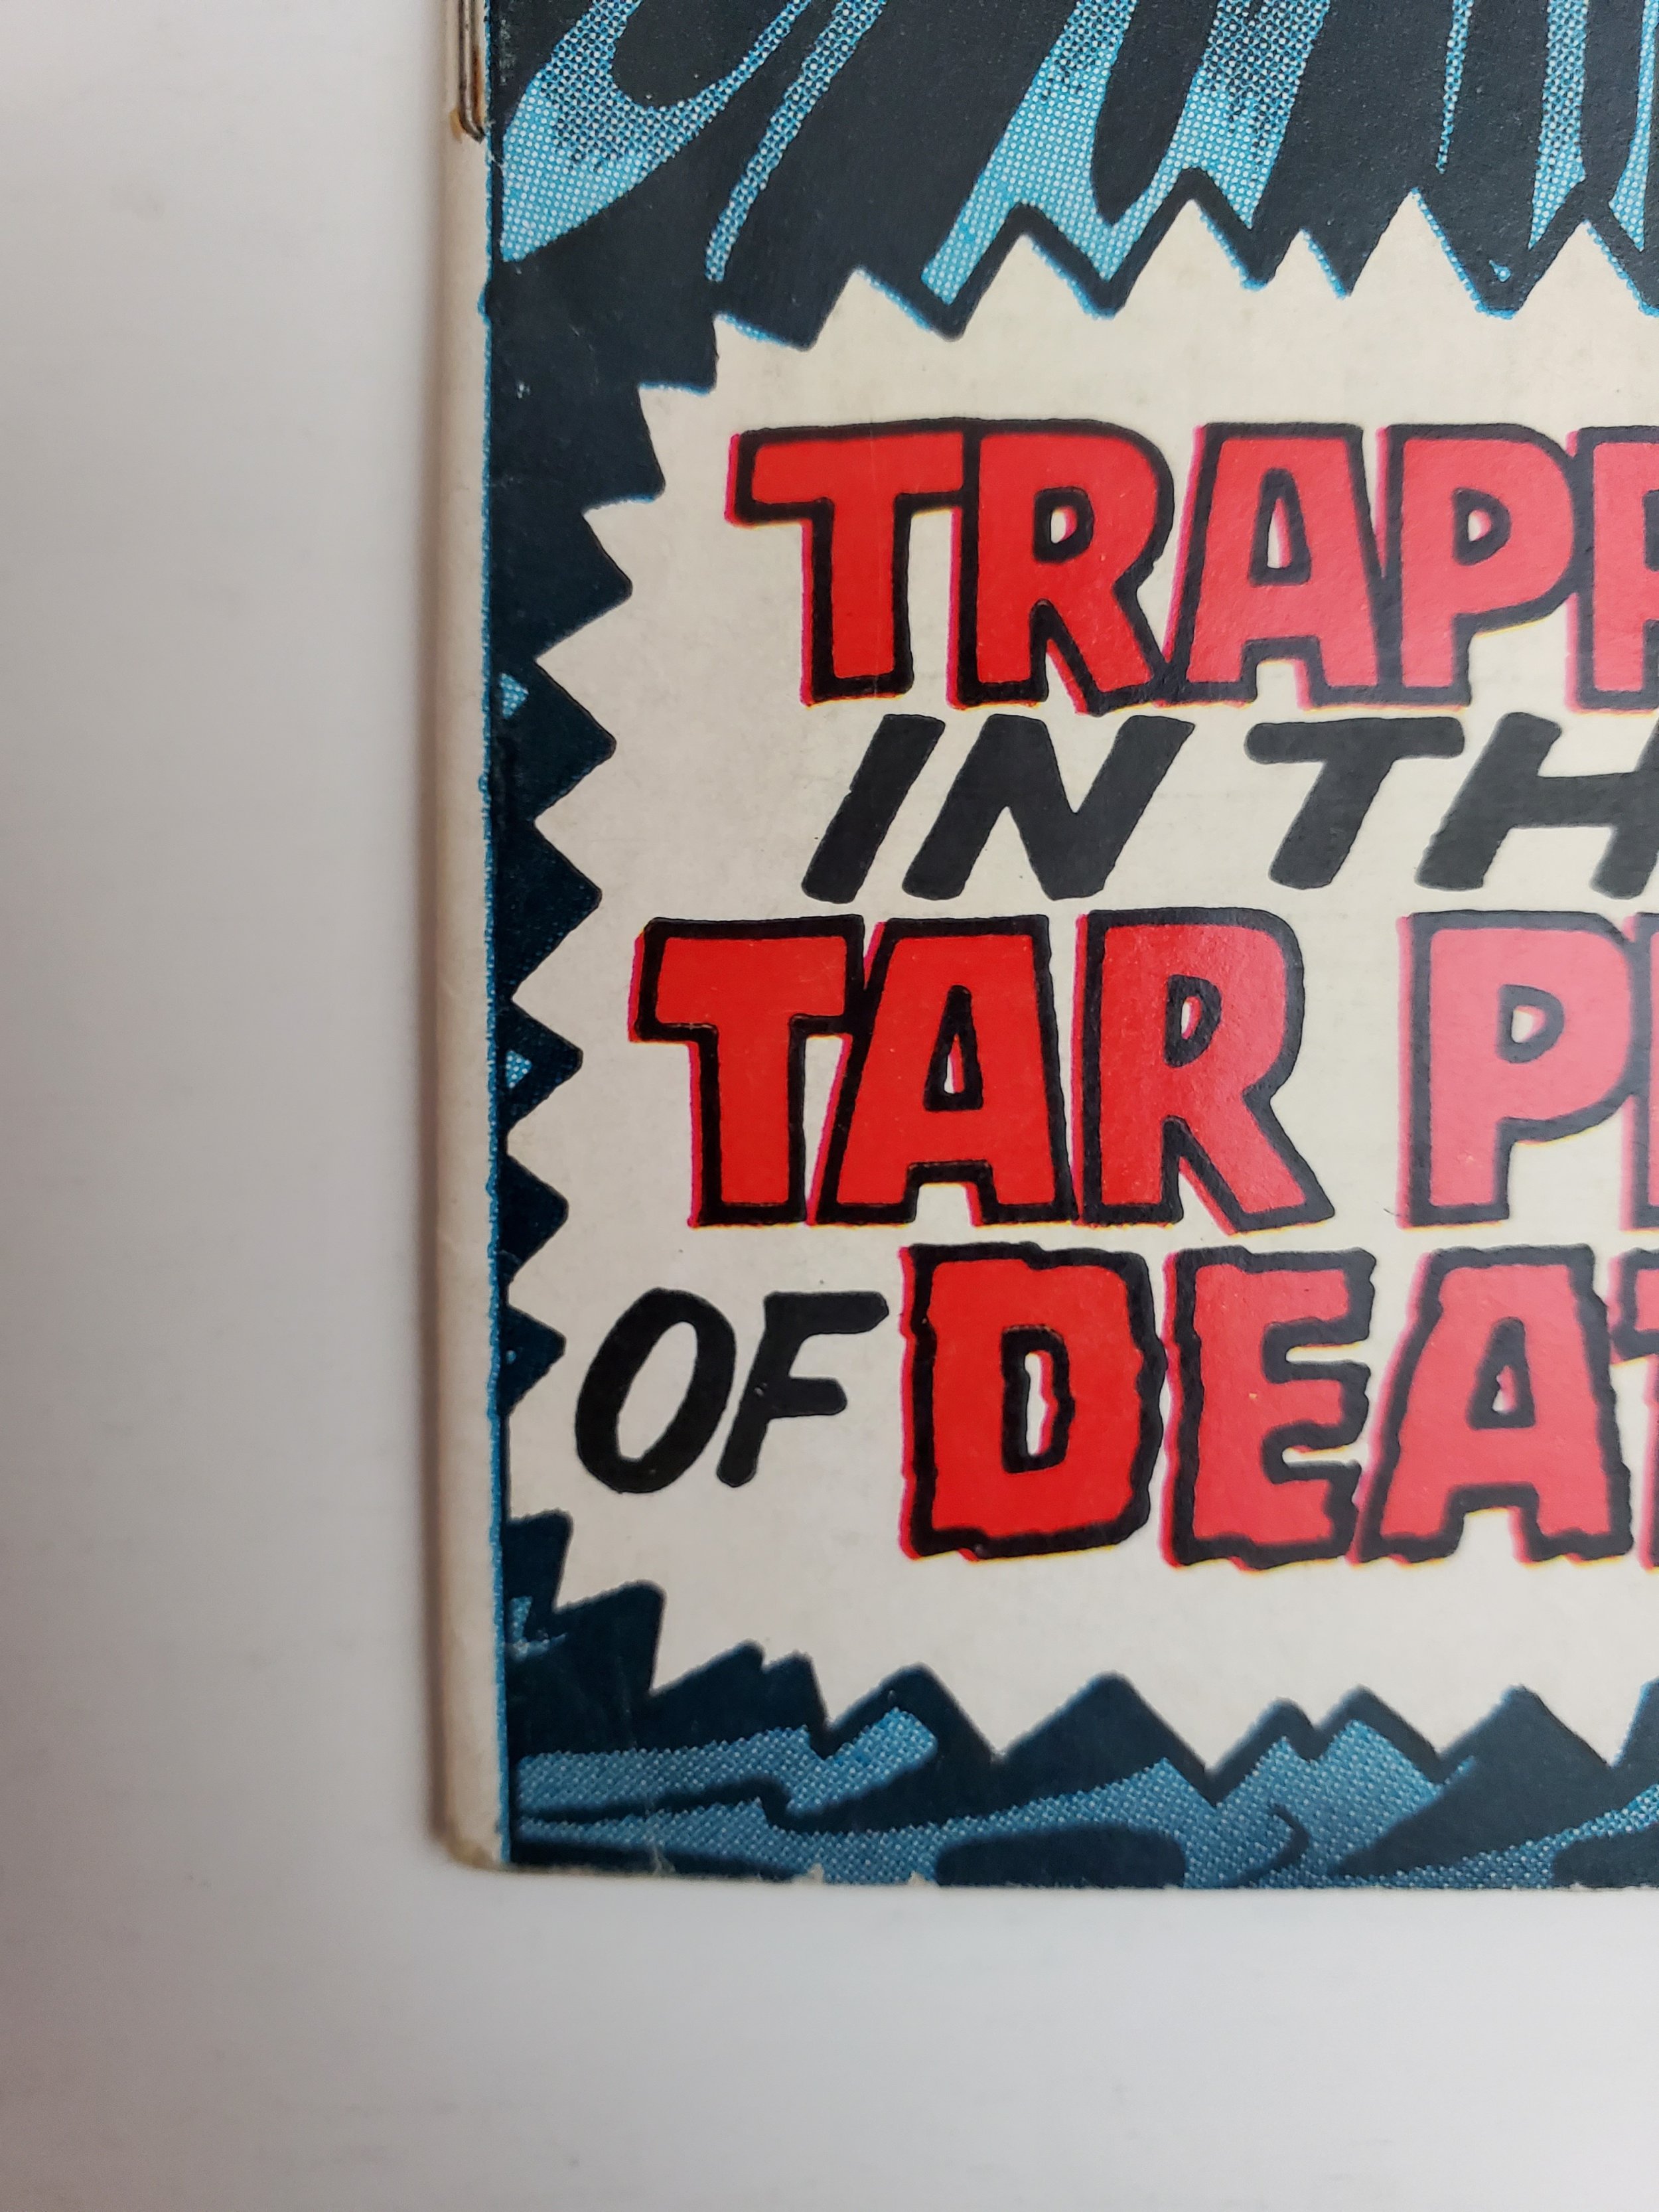 TRAPP
IN TH
TAR PI
OF DEAT